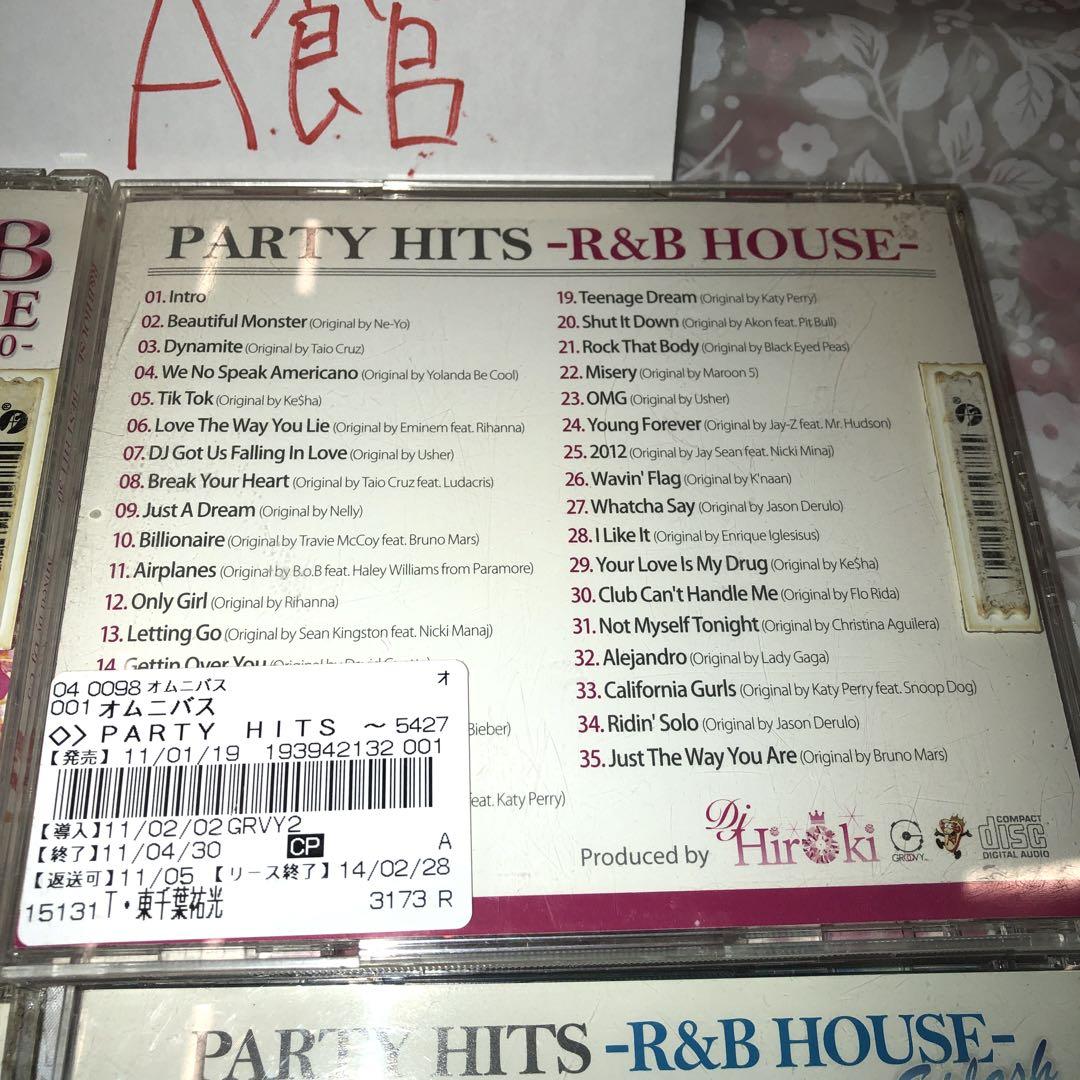 A館
B
E
0-
PARTY HITS -R&B HOUSE-
01. Intro
02. Beautiful Monster (Original by Ne-Yo)
03. Dynamite (Original by Taio Cruz)
04. We No Speak Americano (Original by Yolanda Be Cool)
05. Tik Tok (Original by Ke$ha)
06. Love The Way You Lie (Original by Eminem feat. Rihanna)
07. DJ Got Us Falling In Love (Original by Usher)
08. Break Your Heart (Original by Taio Cruz feat. Ludacris)
09. Just A Dream (Original by Nelly)
10. Billionaire (Original by Travie McCoy feat. Bruno Mars)
11. Airplanes (Original by B.o.B feat. Haley Williams from Paramore)
12. Only Girl (Original by Rihanna)
13. Letting Go (Original by Sean Kingston feat. Nicki Manaj)
14. Gettin Over You (Original by David
Bieber)
eat. Katy Perry)
19. Teenage Dream (Original by Katy Perry)
20. Shut It Down (Original by Akon feat. Pit Bull)
21. Rock That Body (Original by Black Eyed Peas)
22. Misery (Original by Maroon 5)
23. OMG (Original by Usher)
24. Young Forever (Original by Jay-Z feat. Mr. Hudson)
25. 2012 (Original by Jay Sean feat. Nicki Minaj)
26. Wavin' Flag (Original by K'naan)
27. Whatcha Say (Original by Jason Derulo)
28. I Like It (Original by Enrique Iglesisus)
29. Your Love Is My Drug (Original by Ke$ha)
30. Club Can't Handle Me (Original by Flo Rida)
31. Not Myself Tonight (Original by Christina Aguilera)
32. Alejandro (Original by Lady Gaga)
33. California Gurls (Original by Katy Perry feat. Snoop Dog)
34. Ridin' Solo (Original by Jason Derulo)
35. Just The Way You Are (Original by Bruno Mars)
04 0098 オムニバス オ
001 オムニバス
<>> PARTY HITS ~ 5427
【発売】 11/01/19 193942132 001
【導入】11/02/02 GRVY2
【終了】11/04/30 CP A
【返送可】11/05 【リース終了】14/02/28
15131 T・東千葉祐光 3173 R
Produced by Dj Hiroki
GROOVY
COMPACT disc DIGITAL AUDIO
PARTY HITS -R&B HOUSE-
Splash